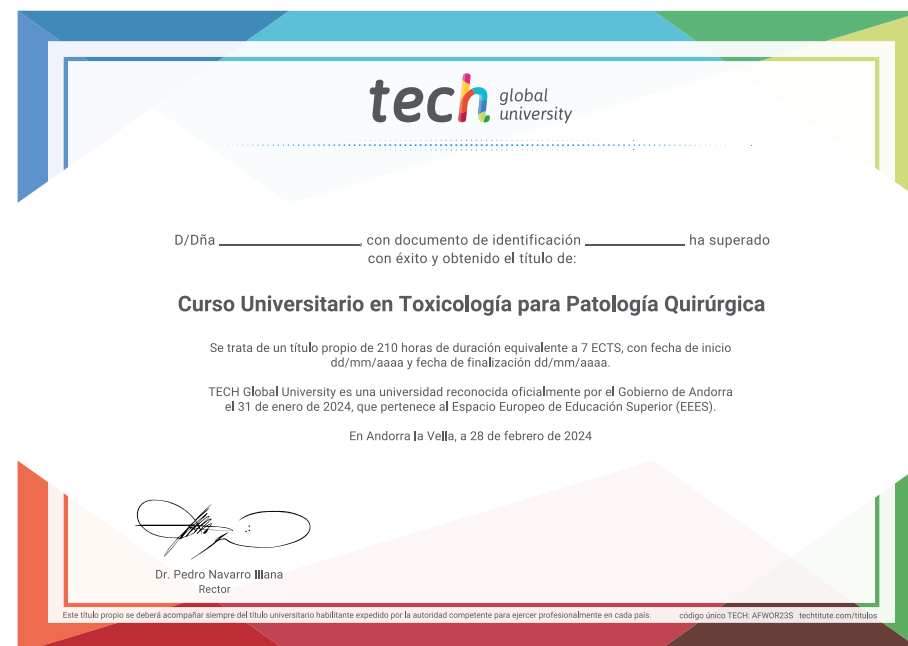 tech global university
D/Dña ____________________, con documento de identificación ______________ ha superado
con éxito y obtenido el título de:
Curso Universitario en Toxicología para Patología Quirúrgica
Se trata de un título propio de 210 horas de duración equivalente a 7 ECTS, con fecha de inicio
dd/mm/aaaa y fecha de finalización dd/mm/aaaa.
TECH Global University es una universidad reconocida oficialmente por el Gobierno de Andorra
el 31 de enero de 2024, que pertenece al Espacio Europeo de Educación Superior (EEES).
En Andorra la Vella, a 28 de febrero de 2024
Dr. Pedro Navarro Illana
Rector
Este título propio se deberá acompañar siempre del título universitario habilitante expedido por la autoridad competente para ejercer profesionalmente en cada país. código único TECH: AFWOR23S techtitute.com/titulos